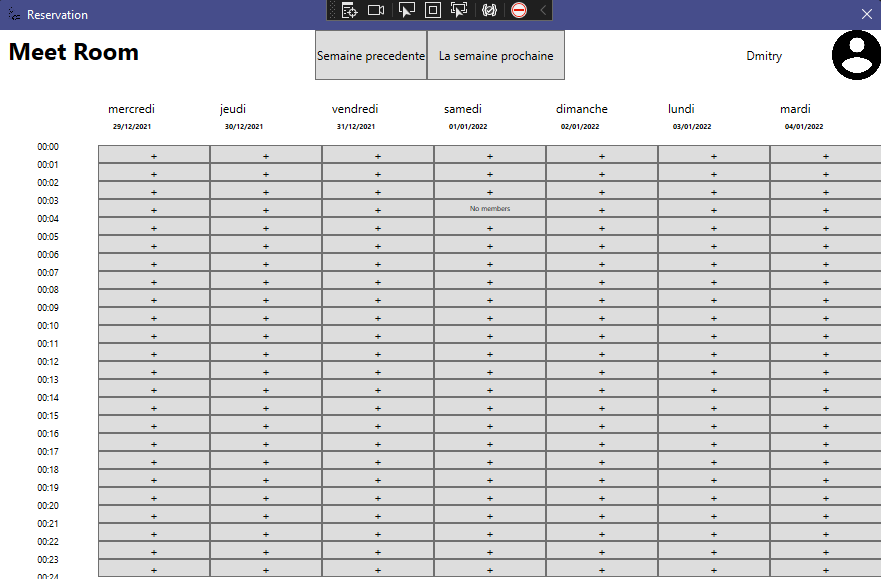 Reservation
Meet Room
Semaine precedente La semaine prochaine
Dmitry
mercredi jeudi vendredi samedi dimanche lundi mardi
29/12/2021 30/12/2021 31/12/2021 01/01/2022 02/01/2022 03/01/2022 04/01/2022
00:00 + + + + + + +
00:01 + + + + + + +
00:02 + + + + + + +
00:03 + + + No members + + +
00:04 + + + + + + +
00:05 + + + + + + +
00:06 + + + + + + +
00:07 + + + + + + +
00:08 + + + + + + +
00:09 + + + + + + +
00:10 + + + + + + +
00:11 + + + + + + +
00:12 + + + + + + +
00:13 + + + + + + +
00:14 + + + + + + +
00:15 + + + + + + +
00:16 + + + + + + +
00:17 + + + + + + +
00:18 + + + + + + +
00:19 + + + + + + +
00:20 + + + + + + +
00:21 + + + + + + +
00:22 + + + + + + +
00:23 + + + + + + +
00:24